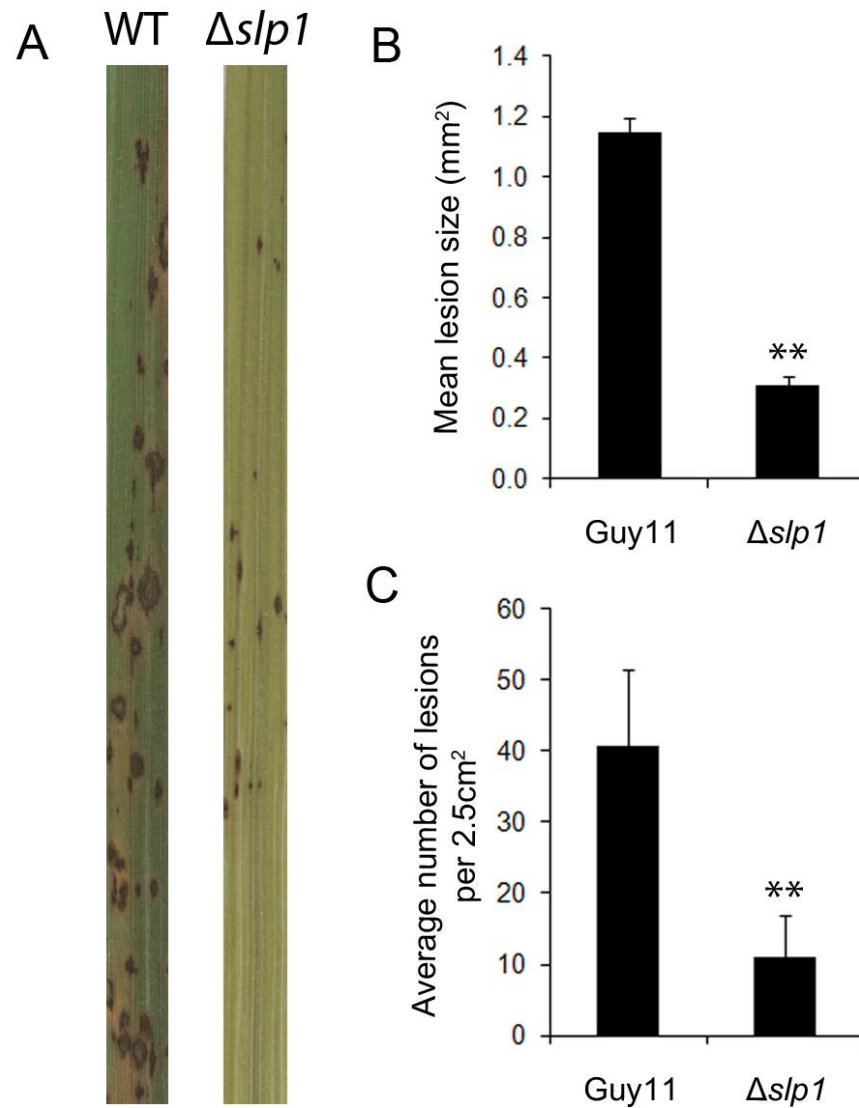 A
WT
Δslp1
B
Mean lesion size (mm²)
1.4
1.2
1.0
0.8
0.6
0.4
0.2
0.0
**
Guy11
Δslp1
C
Average number of lesions
per 2.5cm²
60
50
40
30
20
10
0
**
Guy11
Δslp1